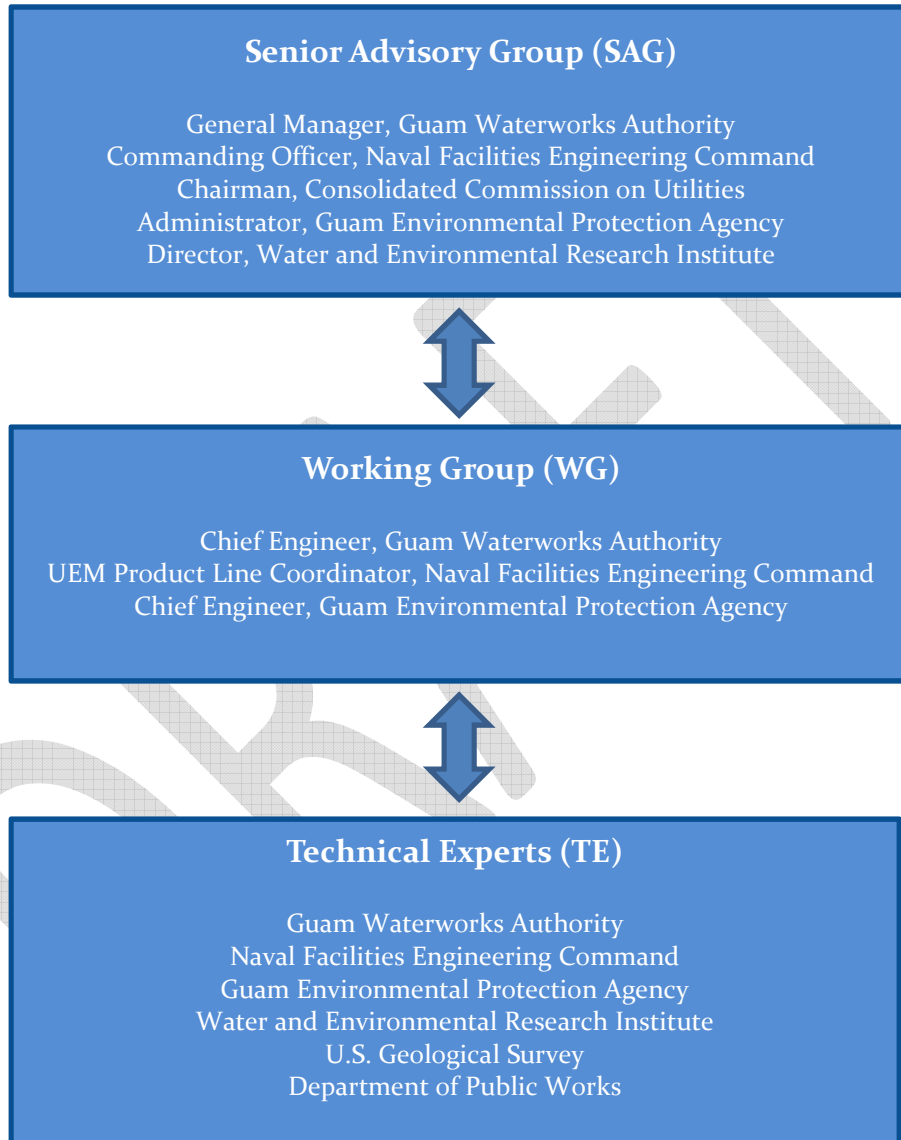 Senior Advisory Group (SAG)
General Manager, Guam Waterworks Authority
Commanding Officer, Naval Facilities Engineering Command
Chairman, Consolidated Commission on Utilities
Administrator, Guam Environmental Protection Agency
Director, Water and Environmental Research Institute
Working Group (WG)
Chief Engineer, Guam Waterworks Authority
UEM Product Line Coordinator, Naval Facilities Engineering Command
Chief Engineer, Guam Environmental Protection Agency
Technical Experts (TE)
Guam Waterworks Authority
Naval Facilities Engineering Command
Guam Environmental Protection Agency
Water and Environmental Research Institute
U.S. Geological Survey
Department of Public Works